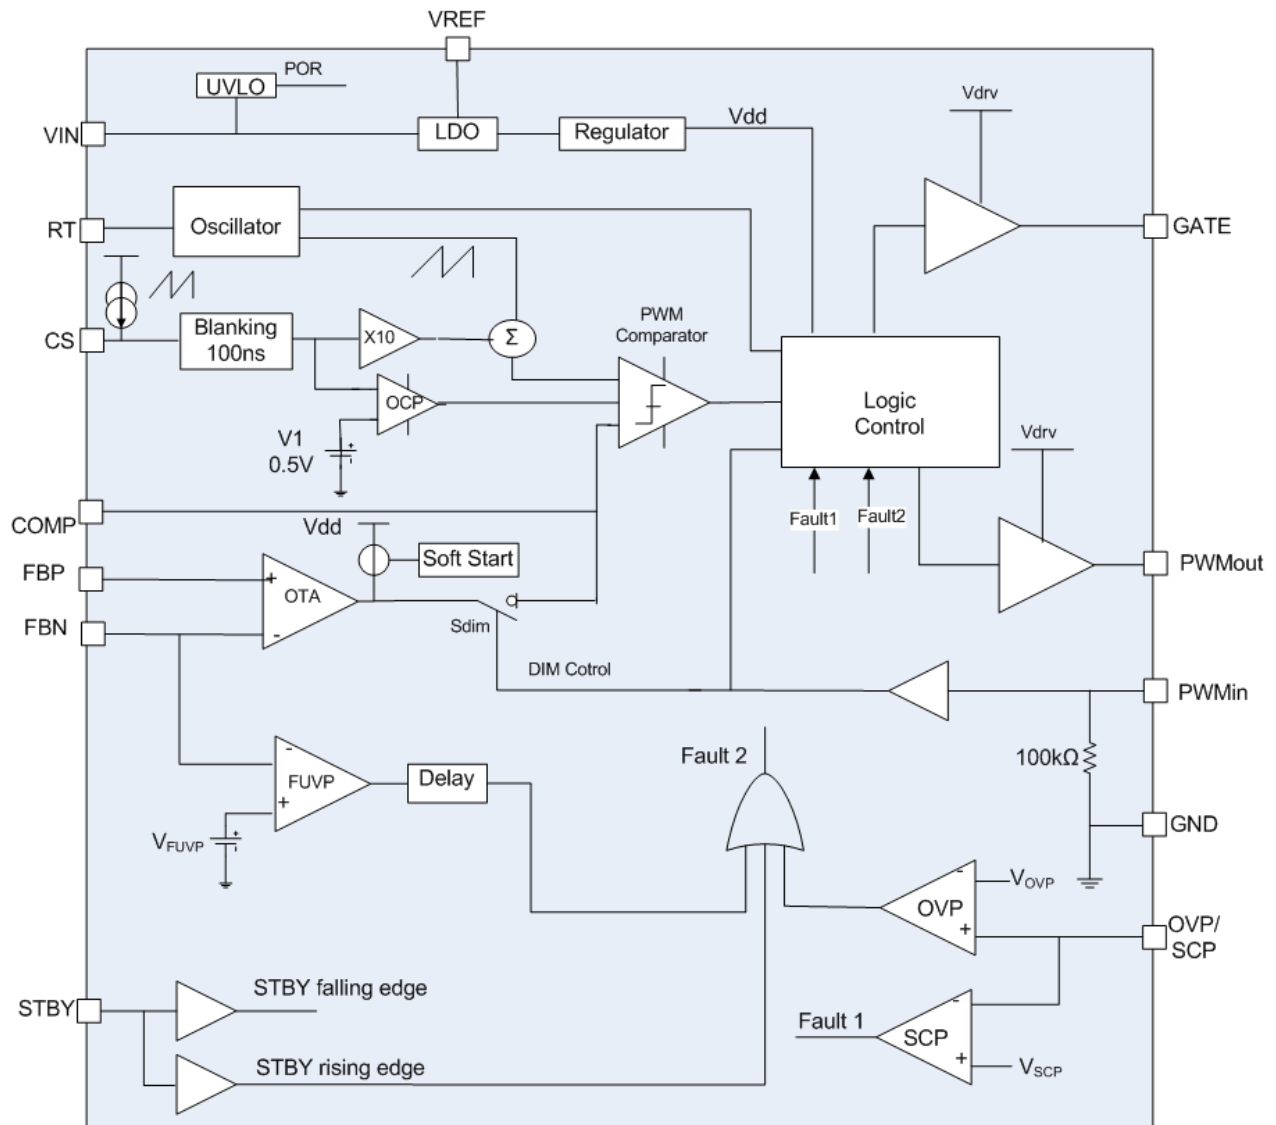 VREF
POR
UVLO
Vdrv
VIN
LDO
Regulator
Vdd
RT
Oscillator
GATE
CS
Blanking
100ns
X10
Σ
PWM
Comparator
OCP
Logic
Control
V1
0.5V
Vdrv
COMP
Vdd
Fault1
Fault2
FBP
Soft Start
PWMout
+
OTA
FBN
-
Sdim
DIM Cotrol
PWMin
-
Fault 2
100kΩ
FUVP
Delay
+
VFUVP
GND
-
VOVP
OVP
+
OVP/
SCP
STBY
STBY falling edge
-
Fault 1
SCP
+
VSCP
STBY rising edge